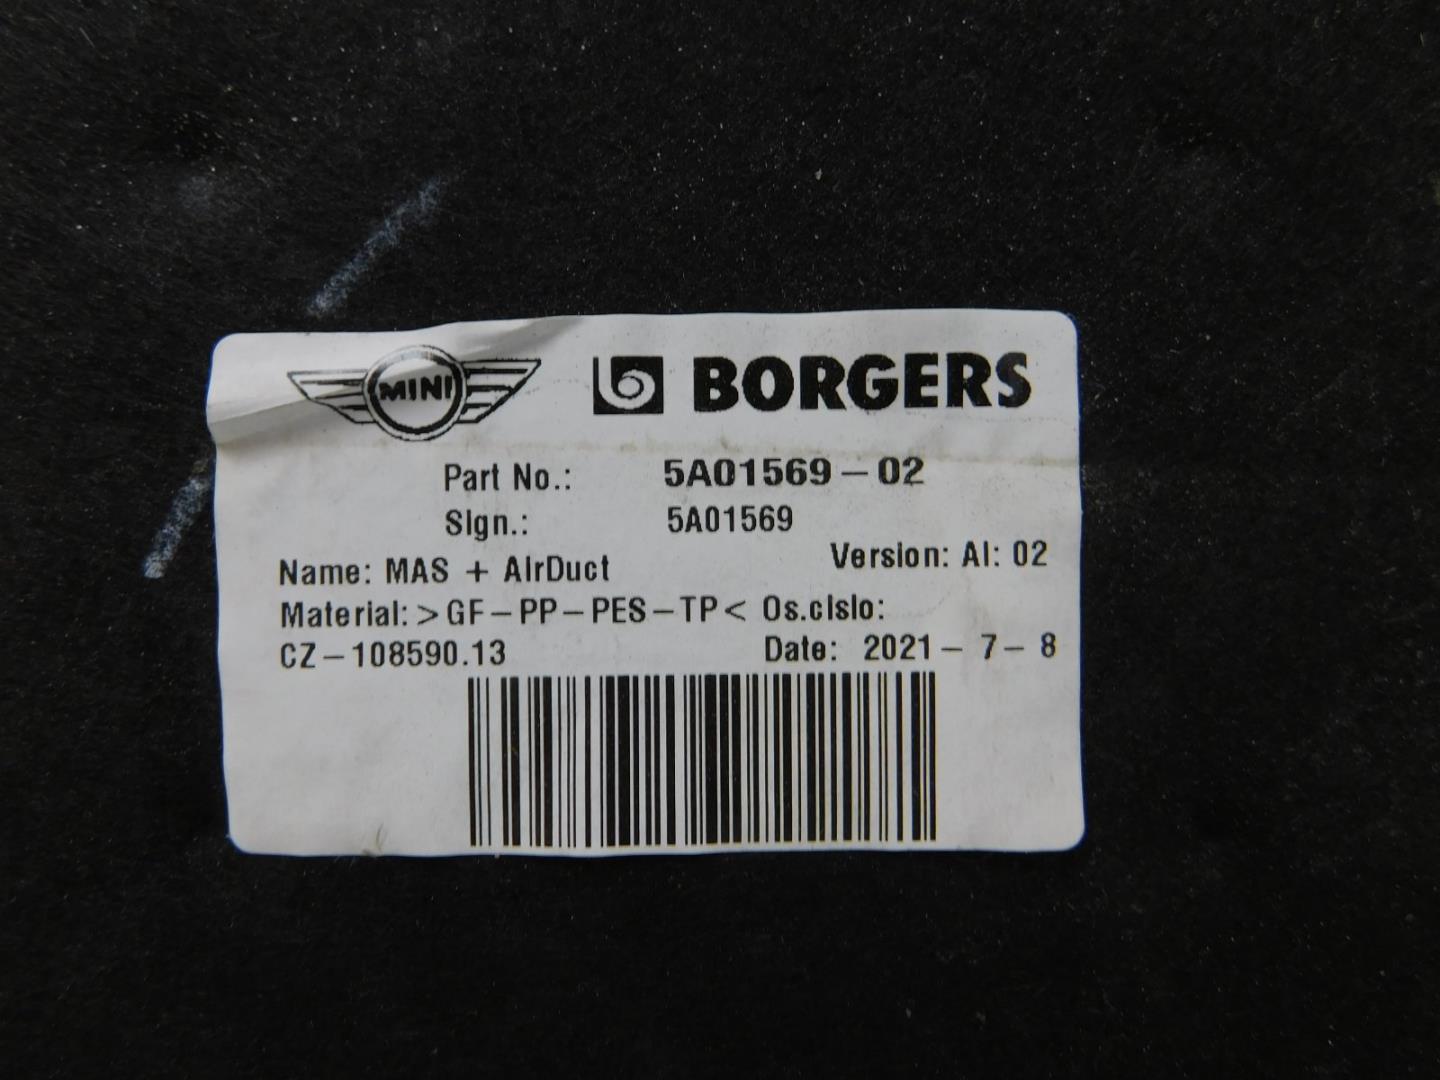 MINI BORGERS
Part No.: 5A01569-02
Sign.: 5A01569
Version: AI: 02
Name: MAS + AirDuct
Material: >GF-PP-PES-TP< Os.cislo:
CZ-108590.13 Date: 2021-7-8